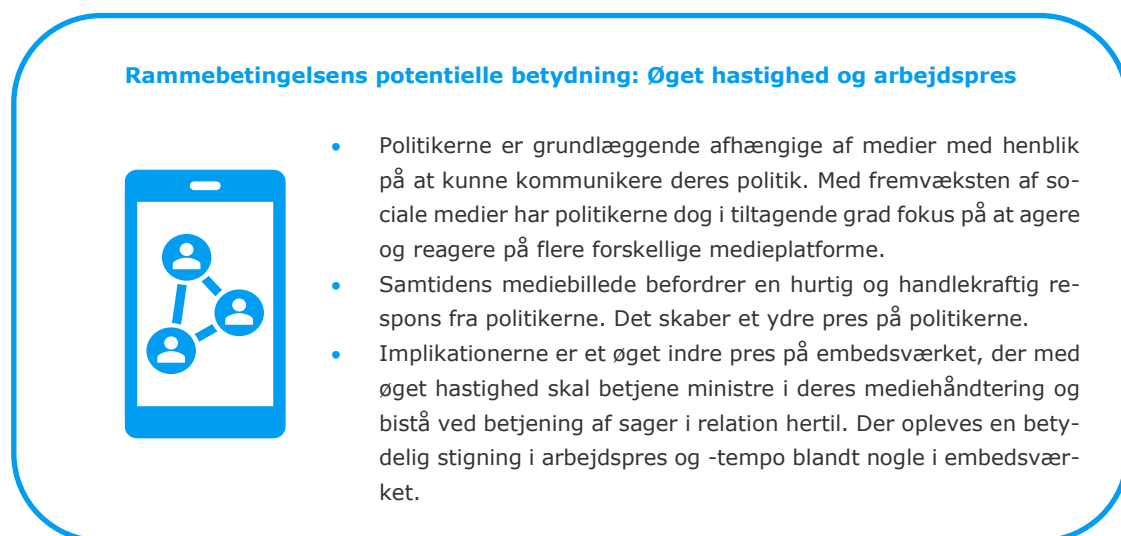 Rammebetingelsens potentielle betydning: Øget hastighed og arbejdspres
• Politikerne er grundlæggende afhængige af medier med henblik
på at kunne kommunikere deres politik. Med fremvæksten af so-
ciale medier har politikerne dog i tiltagende grad fokus på at agere
og reagere på flere forskellige medieplatforme.
• Samtidens mediebillede befordrer en hurtig og handlekraftig re-
spons fra politikerne. Det skaber et ydre pres på politikerne.
• Implikationerne er et øget indre pres på embedsværket, der med
øget hastighed skal betjene ministre i deres mediehåndtering og
bistå ved betjening af sager i relation hertil. Der opleves en bety-
delig stigning i arbejdspres og -tempo blandt nogle i embedsvær-
ket.